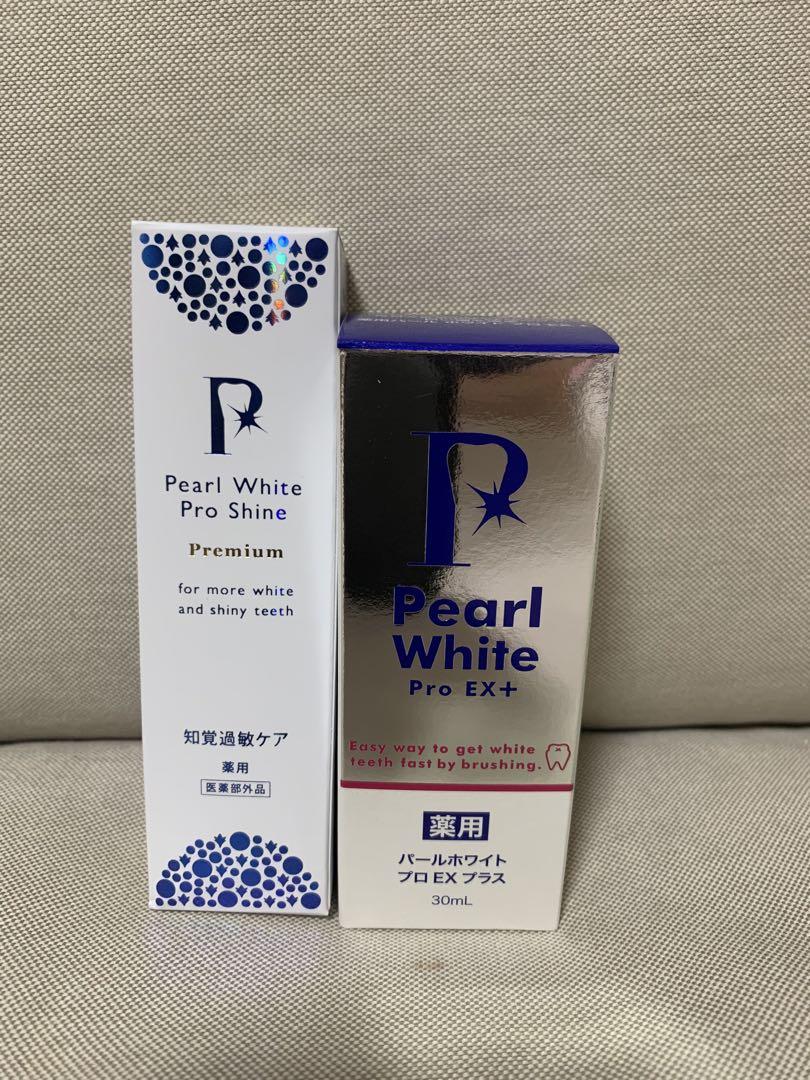 Pearl White
Pro Shine
Premium
for more white
and shiny teeth
知覚過敏ケア
薬用
医薬部外品
Pearl
White
Pro EX+
Easy way to get white
teeth fast by brushing.
薬用
パールホワイト
プロ EX プラス
30mL